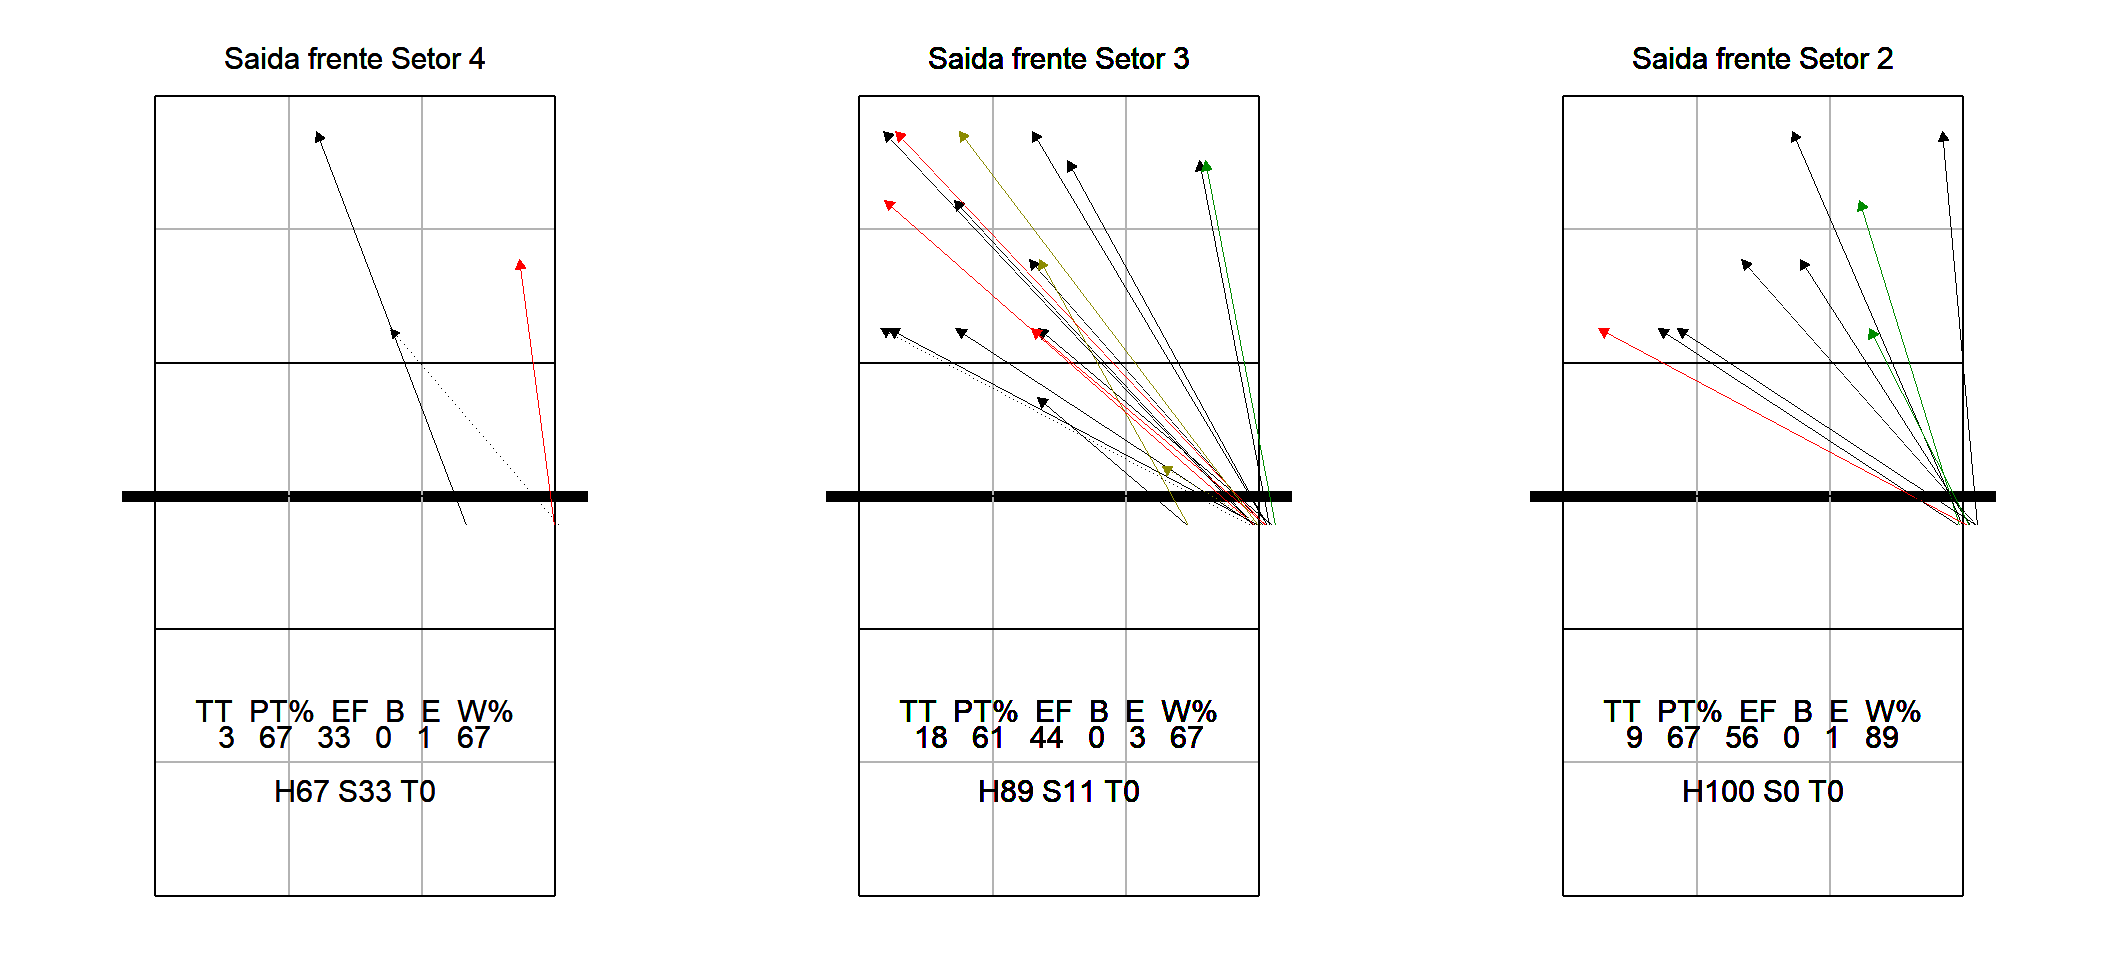 Saida frente Setor 4
TT PT% EF B E W%
3 67 33 0 1 67
H67 S33 T0
Saida frente Setor 3
TT PT% EF B E W%
18 61 44 0 3 67
H89 S11 T0
Saida frente Setor 2
TT PT% EF B E W%
9 67 56 0 1 89
H100 S0 T0